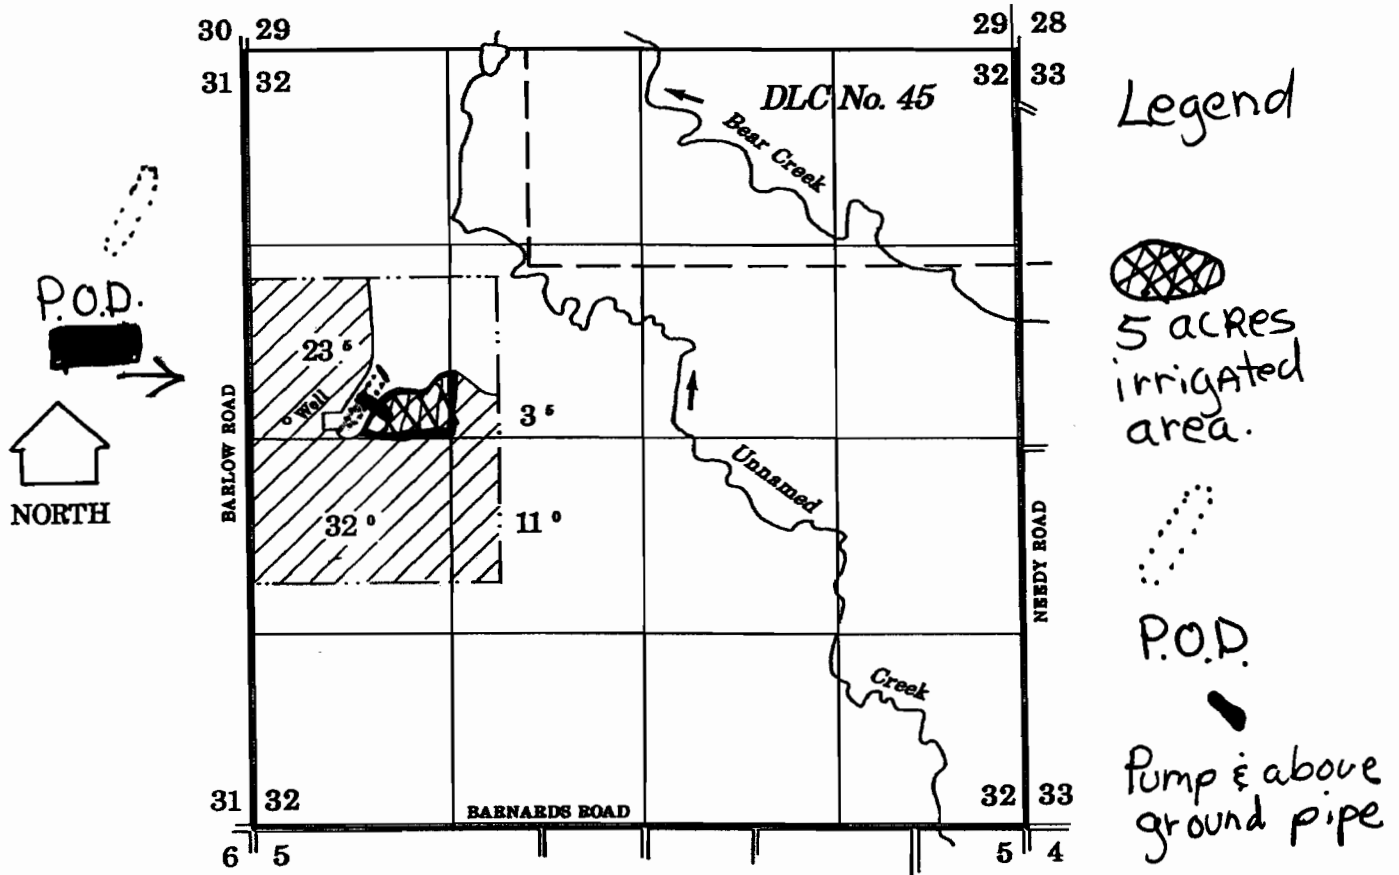 30 29
29 28
31 32
32 33
DLC No. 45
Legend
Bear Creek
P.O.D.
23 5
Well
3 5
5 acres
irrigated
area.
BARLOW ROAD
NORTH
Unnamed
32 0
11 0
NEEDY ROAD
P.O.D.
Creek
Pump & above
ground pipe
31 32
BARNARDS ROAD
32 33
6 5
5 4